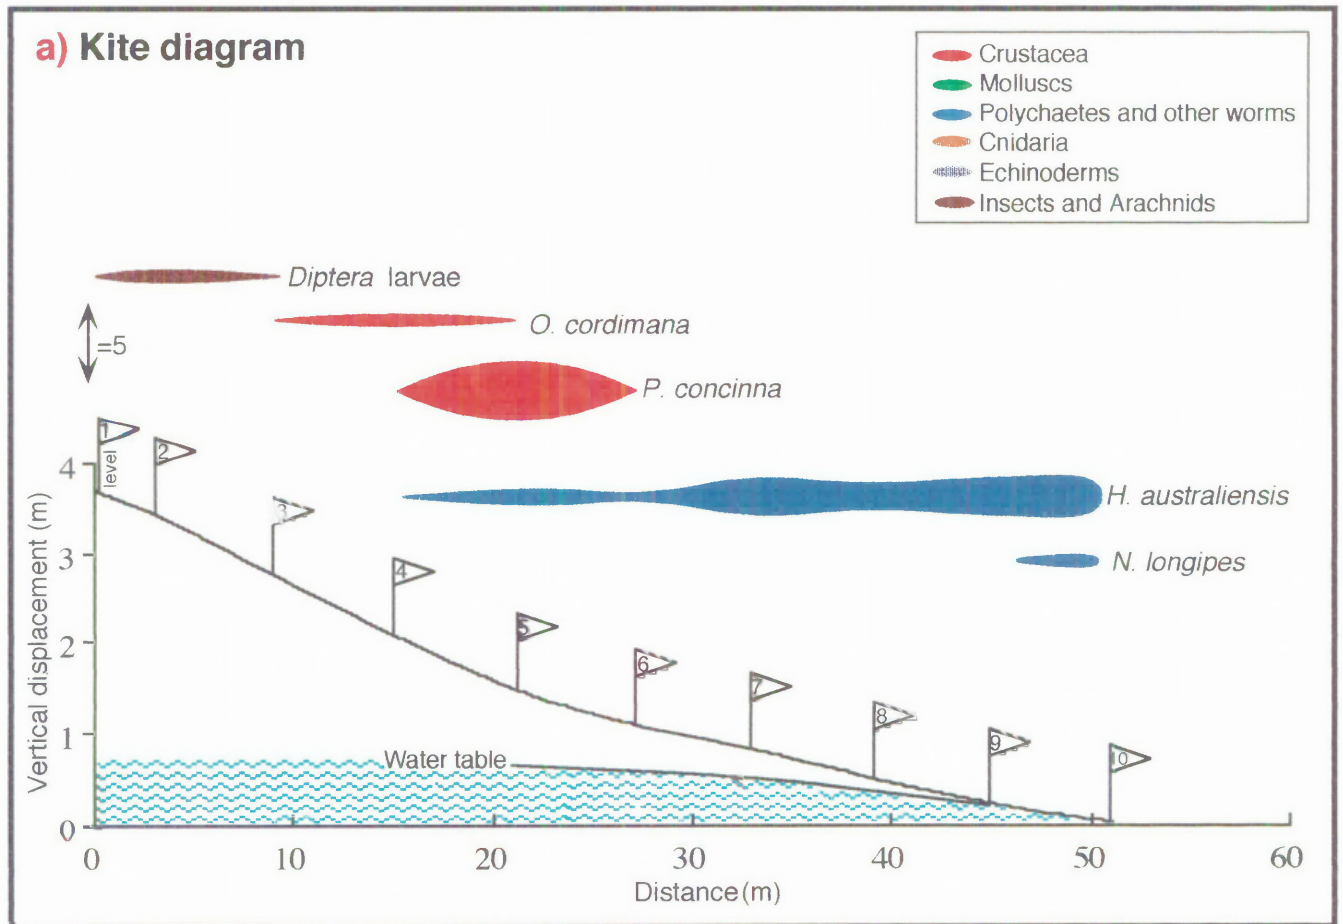 a) Kite diagram
Crustacea
Molluscs
Polychaetes and other worms
Cnidaria
Echinoderms
Insects and Arachnids
Diptera larvae
O. cordimana
=5
P. concinna
H. australiensis
N. longipes
1
level
2
3
4
5
6
7
8
9
10
Vertical displacement (m)
4
3
2
1
0
Water table
0
10
20
30
40
50
60
Distance (m)